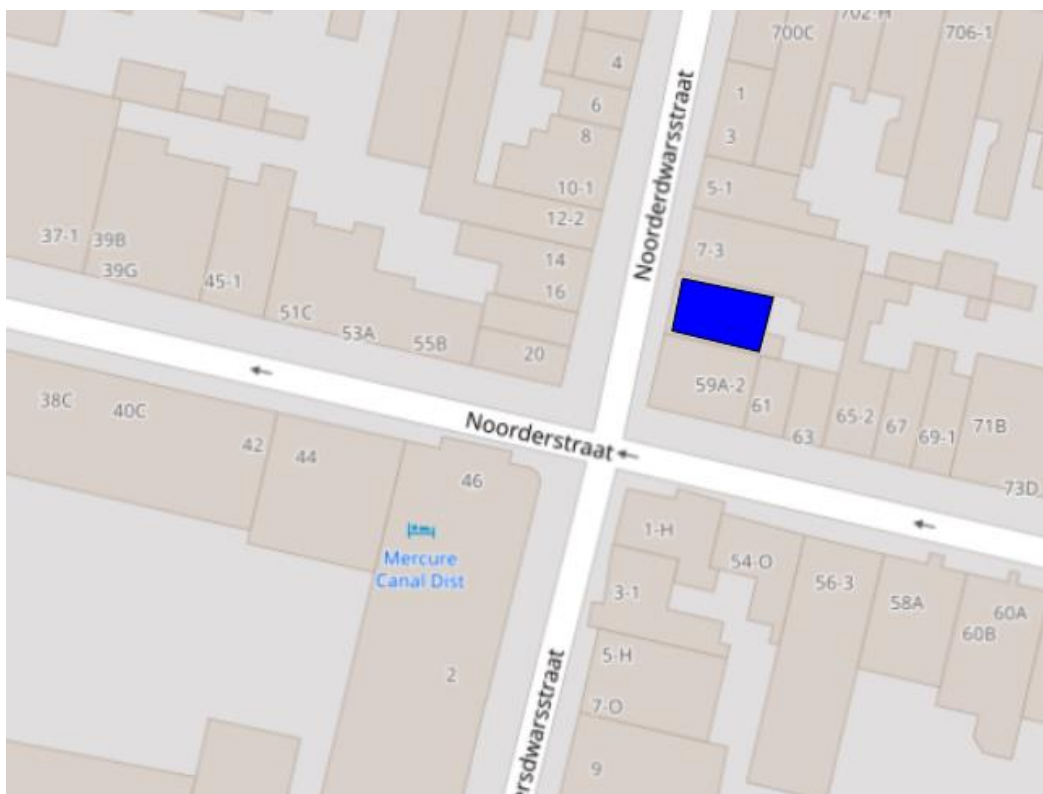 702-H
700C
706-1
4
1
6
8
3
10-1
5-1
12-2
Noorderdwarsstraat
37-1
39B
14
7-3
39G
45-1
16
51C
53A
55B
20
59A-2
61
65-2
67
69-1
71B
63
38C
40C
42
44
Noorderstraat
46
73D
1-H
Mercure
Canal Dist
54-O
3-1
56-3
58A
60A
60B
5-H
2
7-O
9
ersdwarsstraat